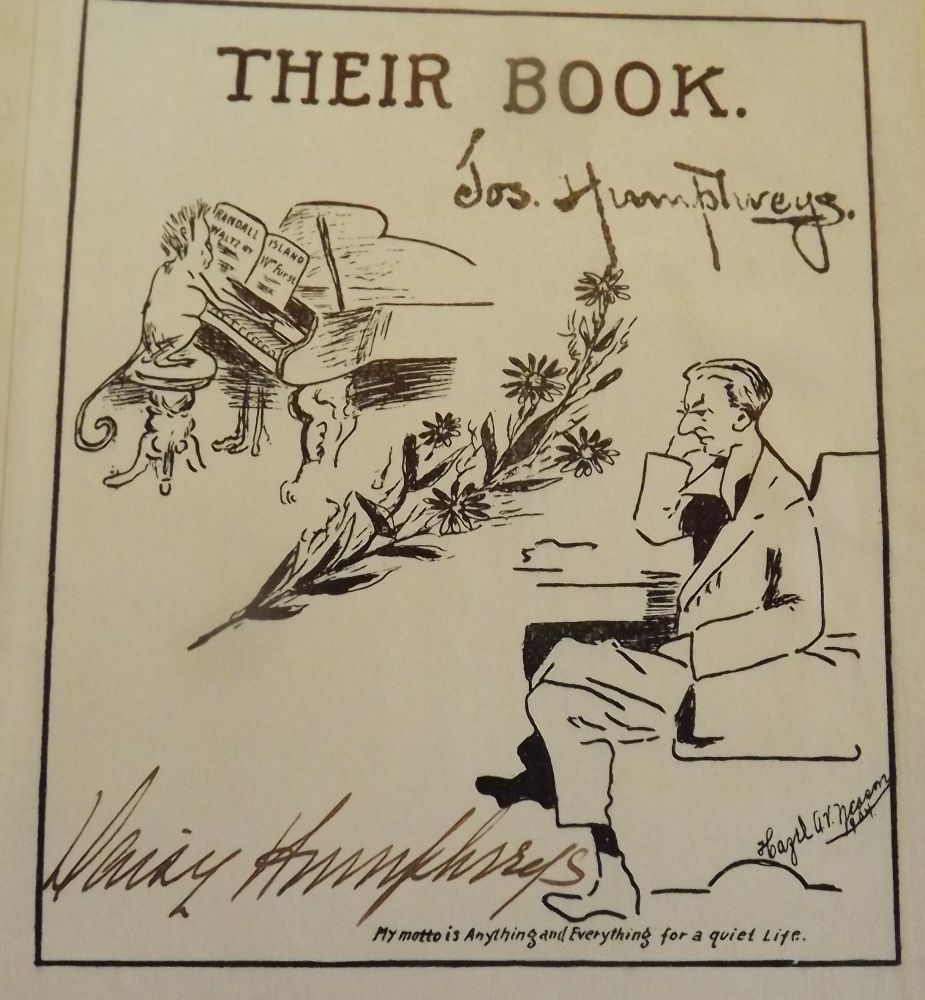 THEIR BOOK.
Jos. Humphreys.
RANDALL
WALTZ BY
ISLAND
Wm Furst
Daisy Humphreys
Hazel
My motto is Anything and Everything for a quiet Life.